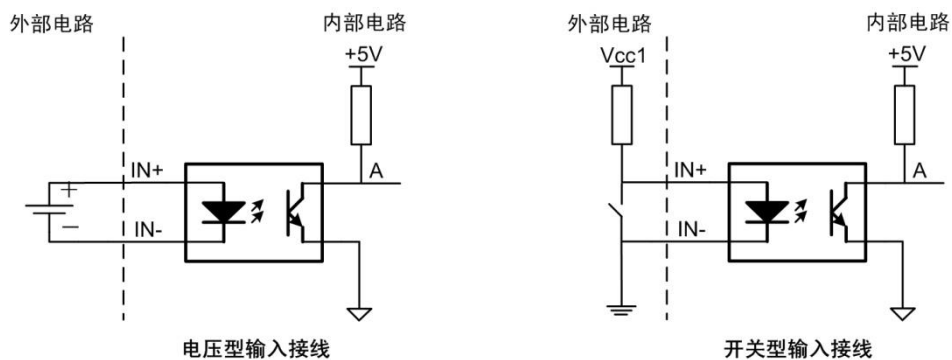 外部电路
内部电路
+5V
IN+
A
+
−
IN-
电压型输入接线
外部电路
内部电路
Vcc1
+5V
IN+
A
IN-
开关型输入接线